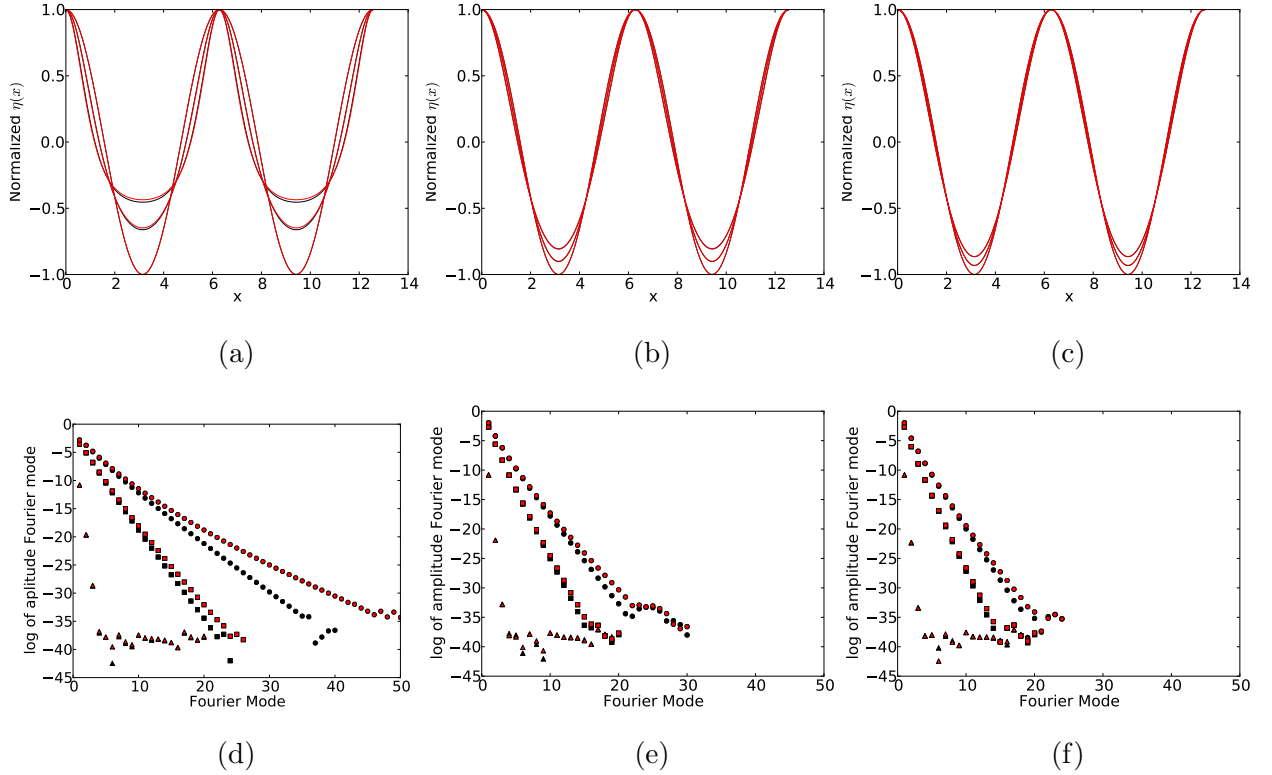 1.0
0.5
0.0
−0.5
−1.0
Normalized η(x)
0 2 4 6 8 10 12 14
x
(a)
1.0
0.5
0.0
−0.5
−1.0
Normalized η(x)
0 2 4 6 8 10 12 14
x
(b)
1.0
0.5
0.0
−0.5
−1.0
Normalized η(x)
0 2 4 6 8 10 12 14
x
(c)
0
−5
−10
−15
−20
−25
−30
−35
−40
−45
log of aplitude Fourier mode
0 10 20 30 40 50
Fourier Mode
(d)
0
−5
−10
−15
−20
−25
−30
−35
−40
−45
log of amplitude Fourier mode
0 10 20 30 40 50
Fourier Mode
(e)
0
−5
−10
−15
−20
−25
−30
−35
−40
−45
log of amplitude Fourier mode
0 10 20 30 40 50
Fourier Mode
(f)